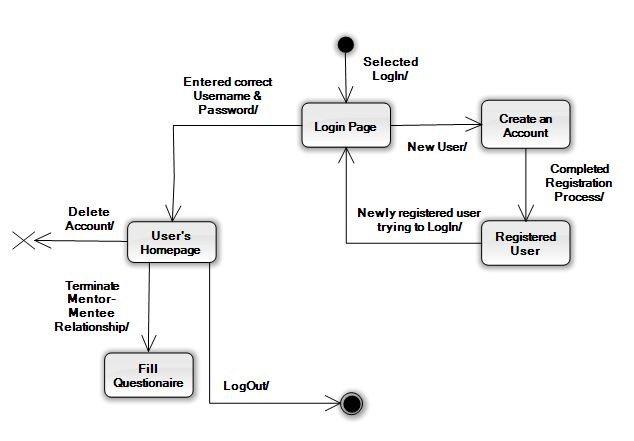 Selected
LogIn/
Entered correct
Username &
Password/
Login Page
New User/
Create an
Account
Completed
Registration
Process/
Newly registered user
trying to LogIn/
Registered
User
Delete
Account/
User's
Homepage
Terminate
Mentor-
Mentee
Relationship/
Fill
Questionaire
LogOut/